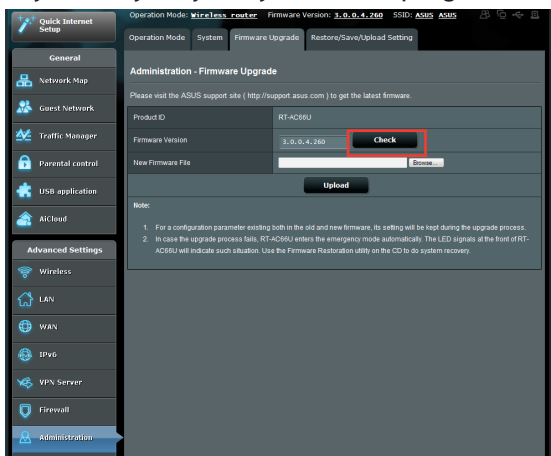 Quick Internet Setup
Operation Mode: Wireless router Firmware Version: 3.0.0.4.260 SSID: ASUS ASUS
Operation Mode System Firmware Upgrade Restore/Save/Upload Setting
General
Network Map
Guest Network
Traffic Manager
Parental control
USB application
AiCloud
Advanced Settings
Wireless
LAN
WAN
IPv6
VPN Server
Firewall
Administration
Administration - Firmware Upgrade
Please visit the ASUS support site ( http://support.asus.com ) to get the latest firmware.
Product ID RT-AC66U
Firmware Version 3.0.0.4.260 Check
New Firmware File Browse...
Upload
Note:
1. For a configuration parameter existing both in the old and new firmware, its setting will be kept during the upgrade process.
2. In case the upgrade process fails, RT-AC66U enters the emergency mode automatically. The LED signals at the front of RT-
AC66U will indicate such situation. Use the Firmware Restoration utility on the CD to do system recovery.